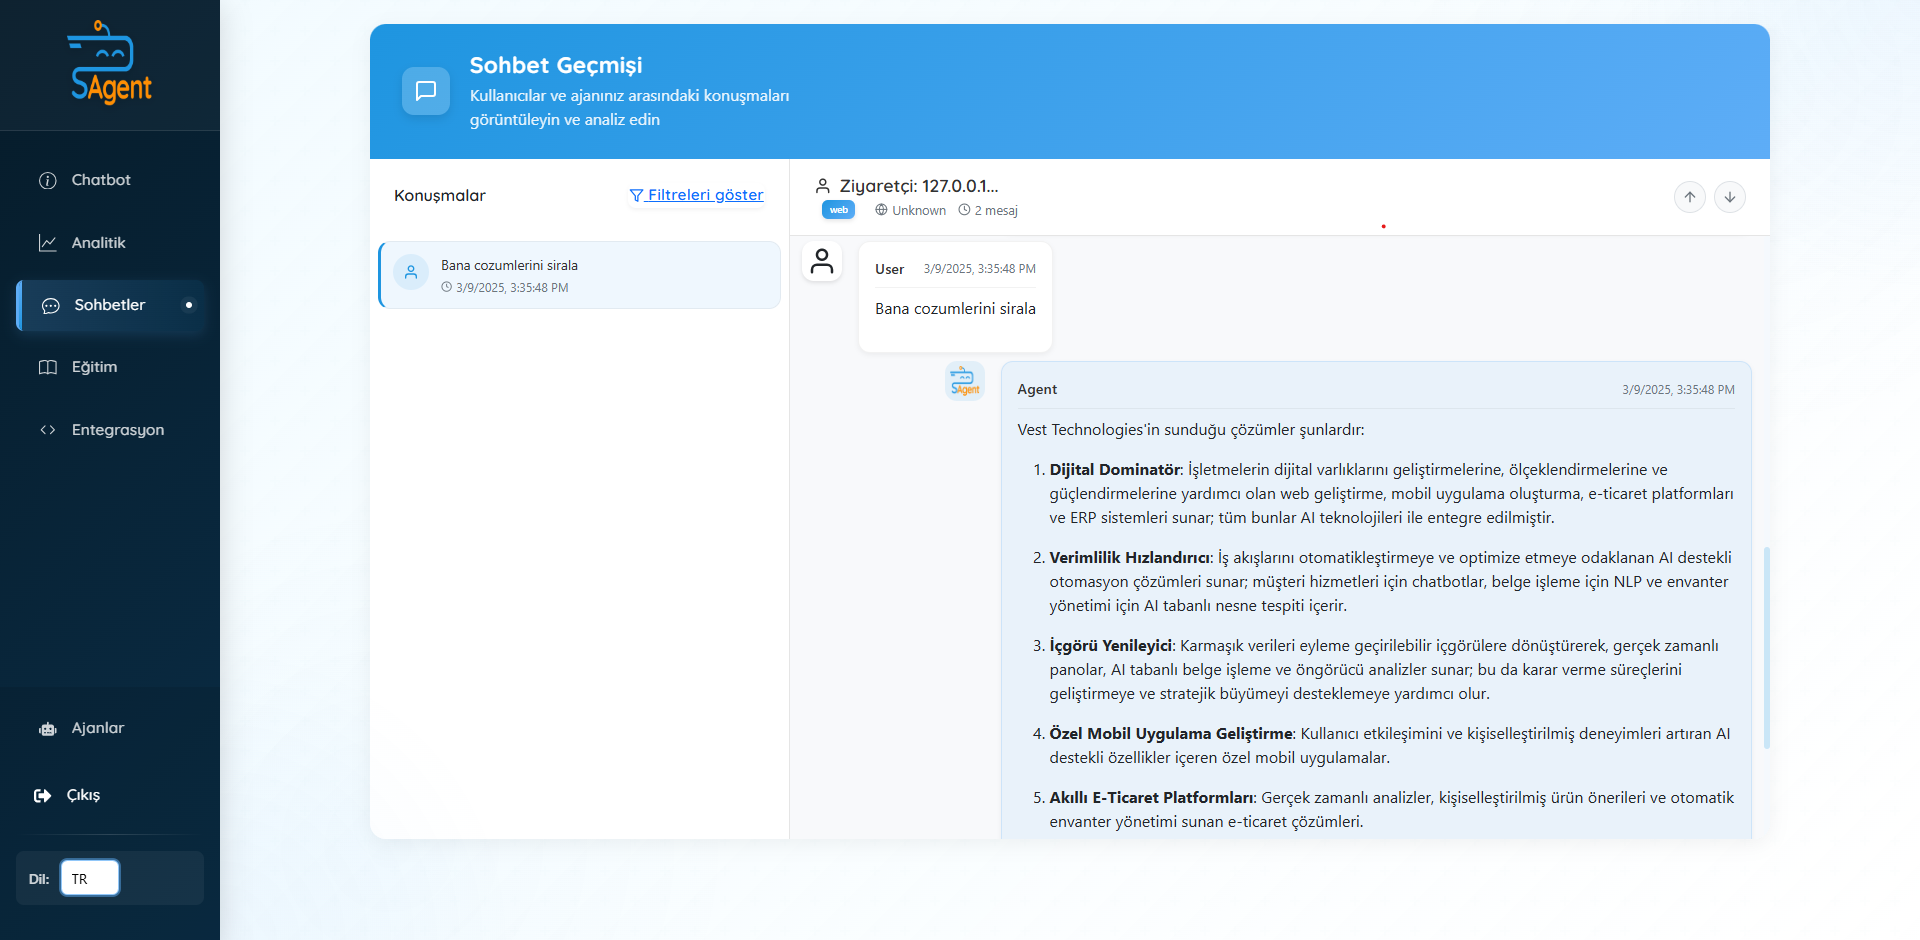 SAgent
Chatbot
Analitik
Sohbetler
Eğitim
Entegrasyon
Ajanlar
Çıkış
Dil: TR
Sohbet Geçmişi
Kullanıcılar ve ajanınız arasındaki konuşmaları
görüntüleyin ve analiz edin
Konuşmalar
Filtreleri göster
Bana cozumlerini sirala
3/9/2025, 3:35:48 PM
Ziyaretçi: 127.0.0.1...
web Unknown 2 mesaj
User 3/9/2025, 3:35:48 PM
Bana cozumlerini sirala
SAgent
Agent 3/9/2025, 3:35:48 PM
Vest Technologies'in sunduğu çözümler şunlardır:
1. Dijital Dominatör: İşletmelerin dijital varlıklarını geliştirmelerine, ölçeklendirmelerine ve
güçlendirmelerine yardımcı olan web geliştirme, mobil uygulama oluşturma, e-ticaret platformları
ve ERP sistemleri sunar; tüm bunlar AI teknolojileri ile entegre edilmiştir.
2. Verimlilik Hızlandırıcı: İş akışlarını otomatikleştirmeye ve optimize etmeye odaklanan AI destekli
otomasyon çözümleri sunar; müşteri hizmetleri için chatbotlar, belge işleme için NLP ve envanter
yönetimi için AI tabanlı nesne tespiti içerir.
3. İçgörü Yenileyici: Karmaşık verileri eyleme geçirilebilir içgörülere dönüştürerek, gerçek zamanlı
panolar, AI tabanlı belge işleme ve öngörücü analizler sunar; bu da karar verme süreçlerini
geliştirmeye ve stratejik büyümeyi desteklemeye yardımcı olur.
4. Özel Mobil Uygulama Geliştirme: Kullanıcı etkileşimini ve kişiselleştirilmiş deneyimleri artıran AI
destekli özellikler içeren özel mobil uygulamalar.
5. Akıllı E-Ticaret Platformları: Gerçek zamanlı analizler, kişiselleştirilmiş ürün önerileri ve otomatik
envanter yönetimi sunan e-ticaret çözümleri.